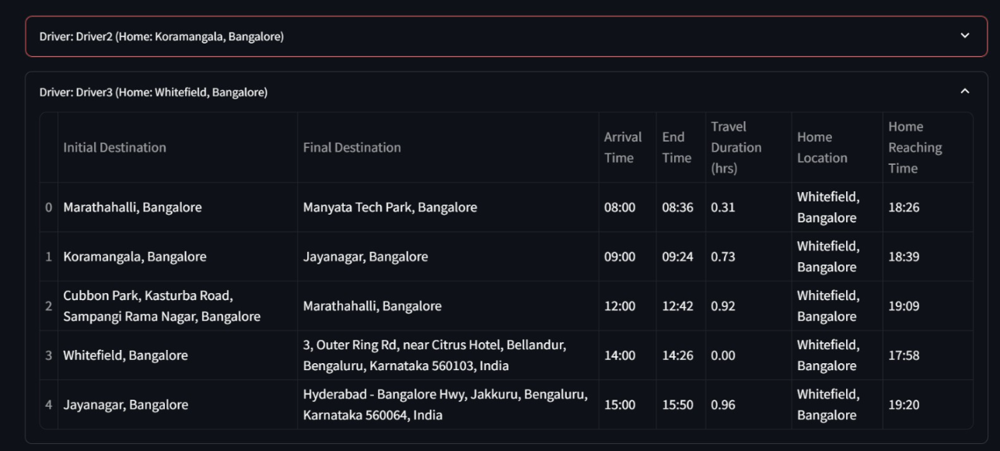 Driver: Driver2 (Home: Koramangala, Bangalore)
Driver: Driver3 (Home: Whitefield, Bangalore)
Initial Destination Final Destination Arrival Time End Time Travel Duration (hrs) Home Location Home Reaching Time
0 Marathahalli, Bangalore Manyata Tech Park, Bangalore 08:00 08:36 0.31 Whitefield, Bangalore 18:26
1 Koramangala, Bangalore Jayanagar, Bangalore 09:00 09:24 0.73 Whitefield, Bangalore 18:39
2 Cubbon Park, Kasturba Road, Sampangi Rama Nagar, Bangalore Marathahalli, Bangalore 12:00 12:42 0.92 Whitefield, Bangalore 19:09
3 Whitefield, Bangalore 3, Outer Ring Rd, near Citrus Hotel, Bellandur, Bengaluru, Karnataka 560103, India 14:00 14:26 0.00 Whitefield, Bangalore 17:58
4 Jayanagar, Bangalore Hyderabad - Bangalore Hwy, Jakkuru, Bengaluru, Karnataka 560064, India 15:00 15:50 0.96 Whitefield, Bangalore 19:20